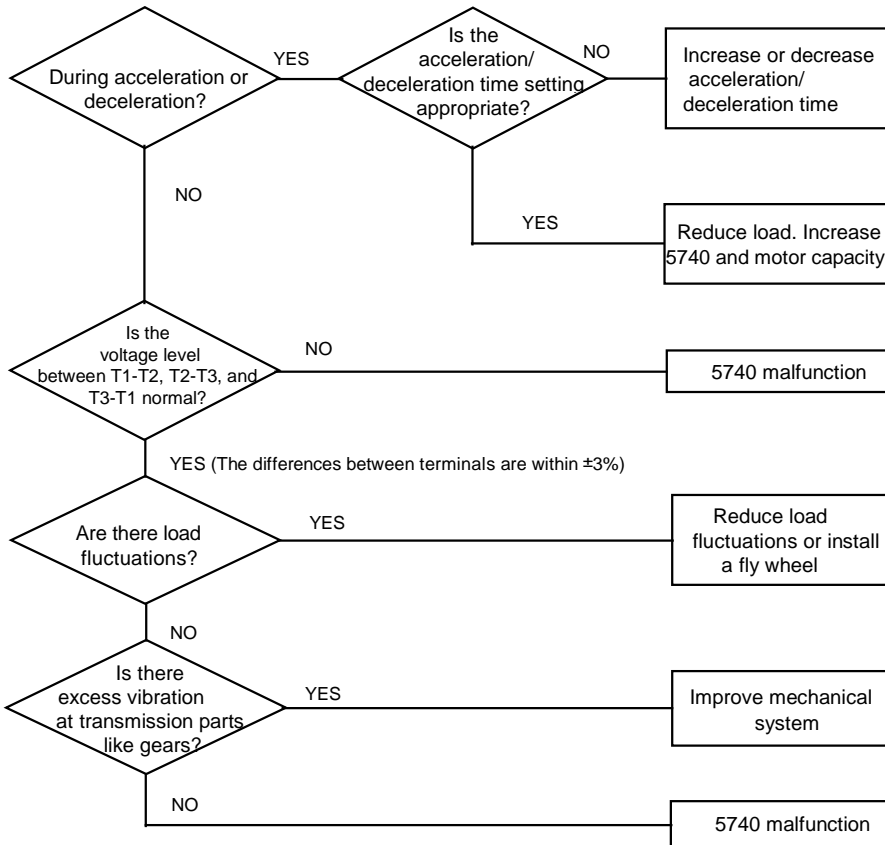 During acceleration or
deceleration?
YES
Is the
acceleration/
deceleration time setting
appropriate?
NO
Increase or decrease
acceleration/
deceleration time
NO
YES
Reduce load. Increase
5740 and motor capacity
Is the
voltage level
between T1-T2, T2-T3, and
T3-T1 normal?
NO
5740 malfunction
YES (The differences between terminals are within ±3%)
Are there load
fluctuations?
YES
Reduce load
fluctuations or install
a fly wheel
NO
Is there
excess vibration
at transmission parts
like gears?
YES
Improve mechanical
system
NO
5740 malfunction